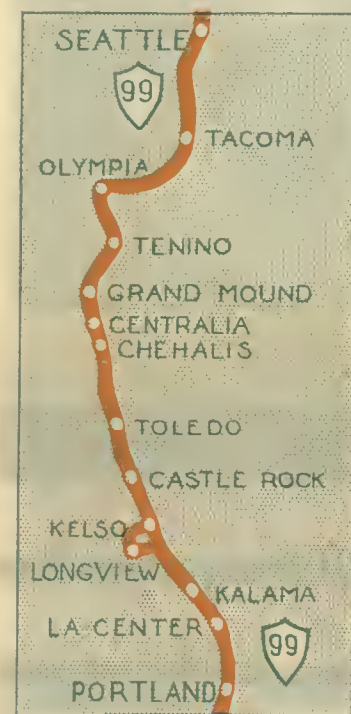 SEATTLE
99
TACOMA
OLYMPIA
TENINO
GRAND MOUND
CENTRALIA
CHEHALIS
TOLEDO
CASTLE ROCK
KELSO
LONGVIEW
KALAMA
LA CENTER
99
PORTLAND